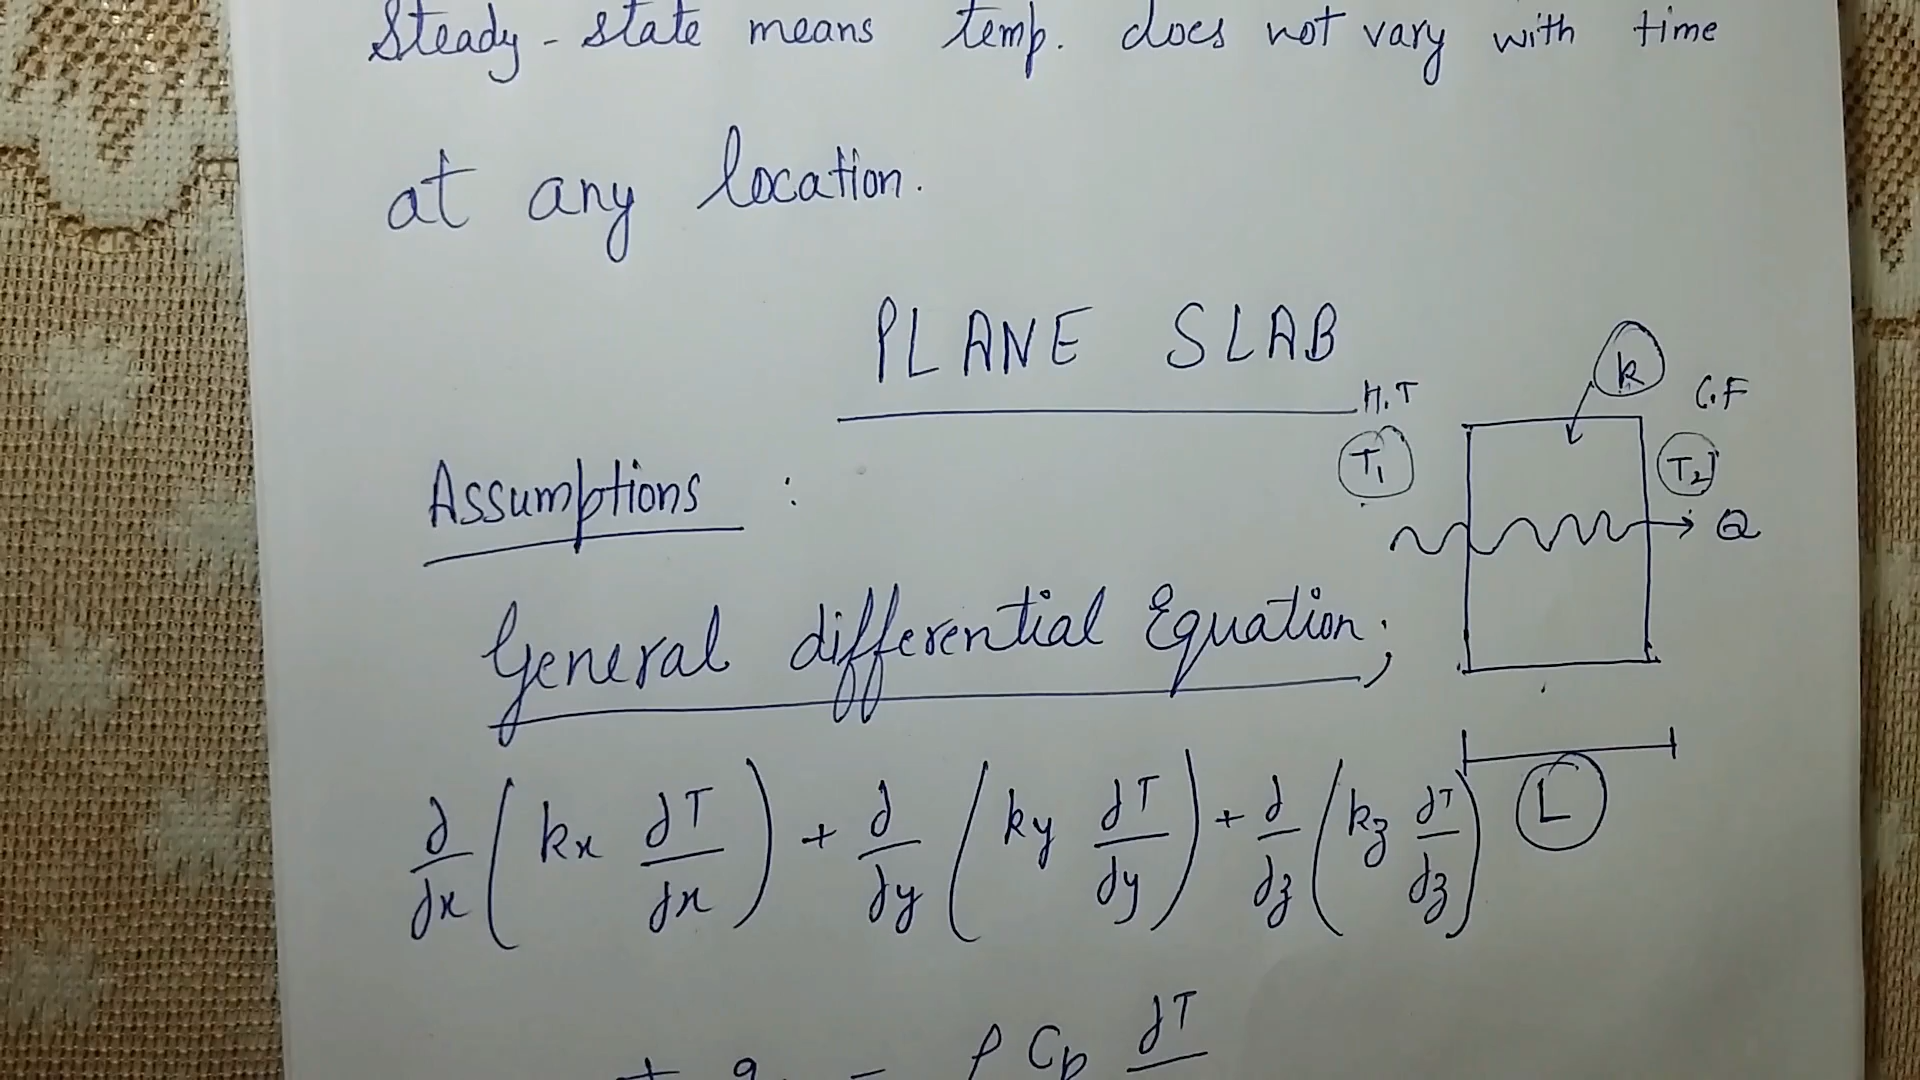 Steady-state means temp. does not vary with time
at any location.
PLANE SLAB
H.T
k
C.F
T₁
T₂
Assumptions :
Q
General differential Equation;
∂/∂x ( kx ∂T/∂x ) + ∂/∂y ( ky ∂T/∂y ) + ∂/∂z ( kz ∂T/∂z )
L
+ q = ρ Cp ∂T